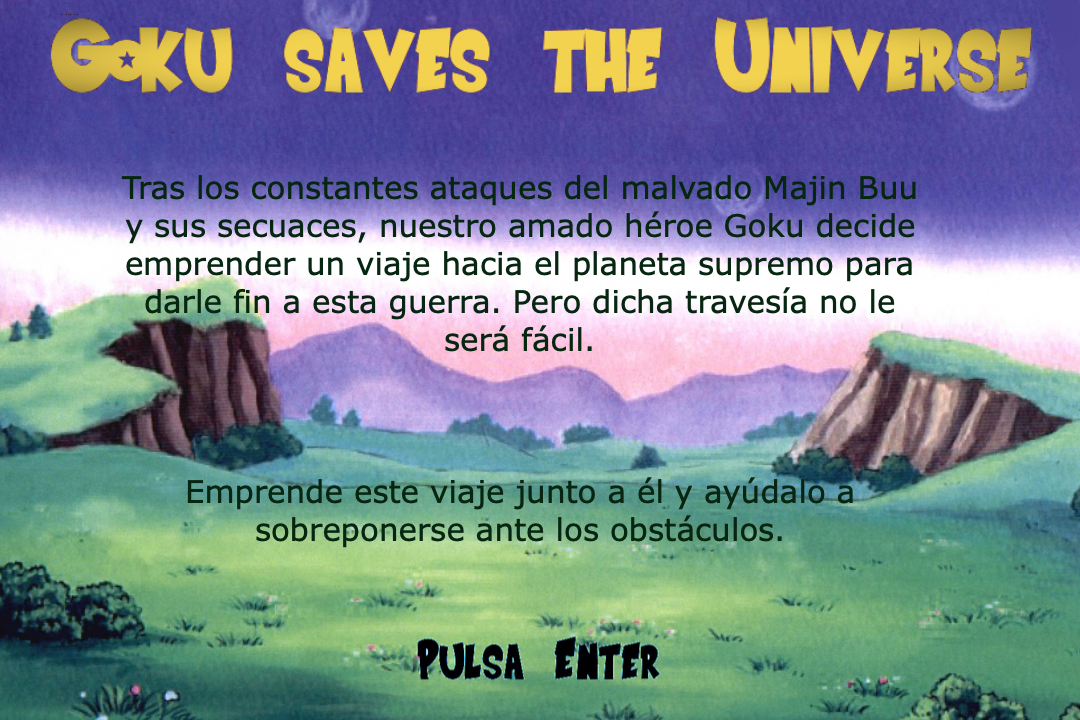 Goku saves the Universe
Tras los constantes ataques del malvado Majin Buu
y sus secuaces, nuestro amado héroe Goku decide
emprender un viaje hacia el planeta supremo para
darle fin a esta guerra. Pero dicha travesía no le
será fácil.
Emprende este viaje junto a él y ayúdalo a
sobreponerse ante los obstáculos.
Pulsa Enter